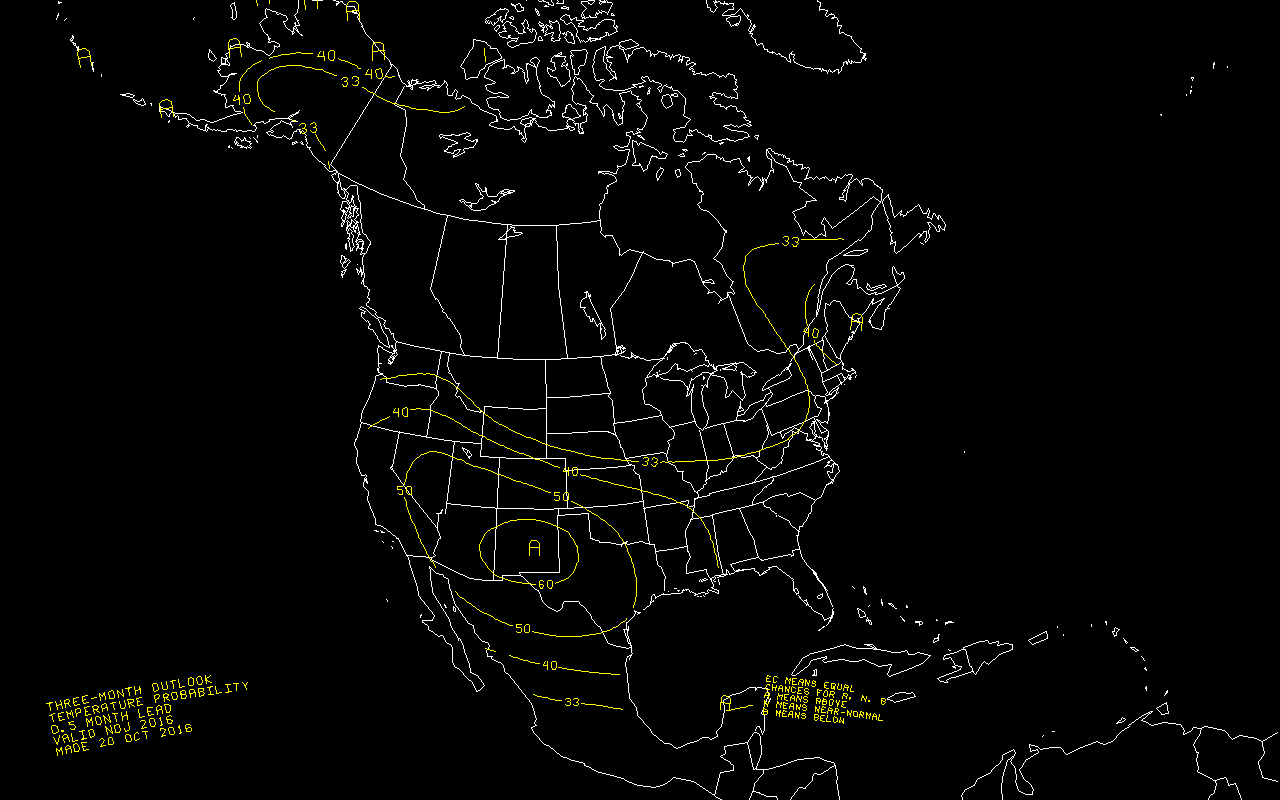 A
A
A
A
A
40
40
33
40
33
33
A
40
40
33
40
50
50
A
60
50
40
33
A
EC MEANS EQUAL
CHANCES FOR A, N, B
A MEANS ABOVE
N MEANS NEAR-NORMAL
B MEANS BELOW
THREE-MONTH OUTLOOK
TEMPERATURE PROBABILITY
0.5 MONTH LEAD
VALID NDJ 2016
MADE 20 OCT 2016